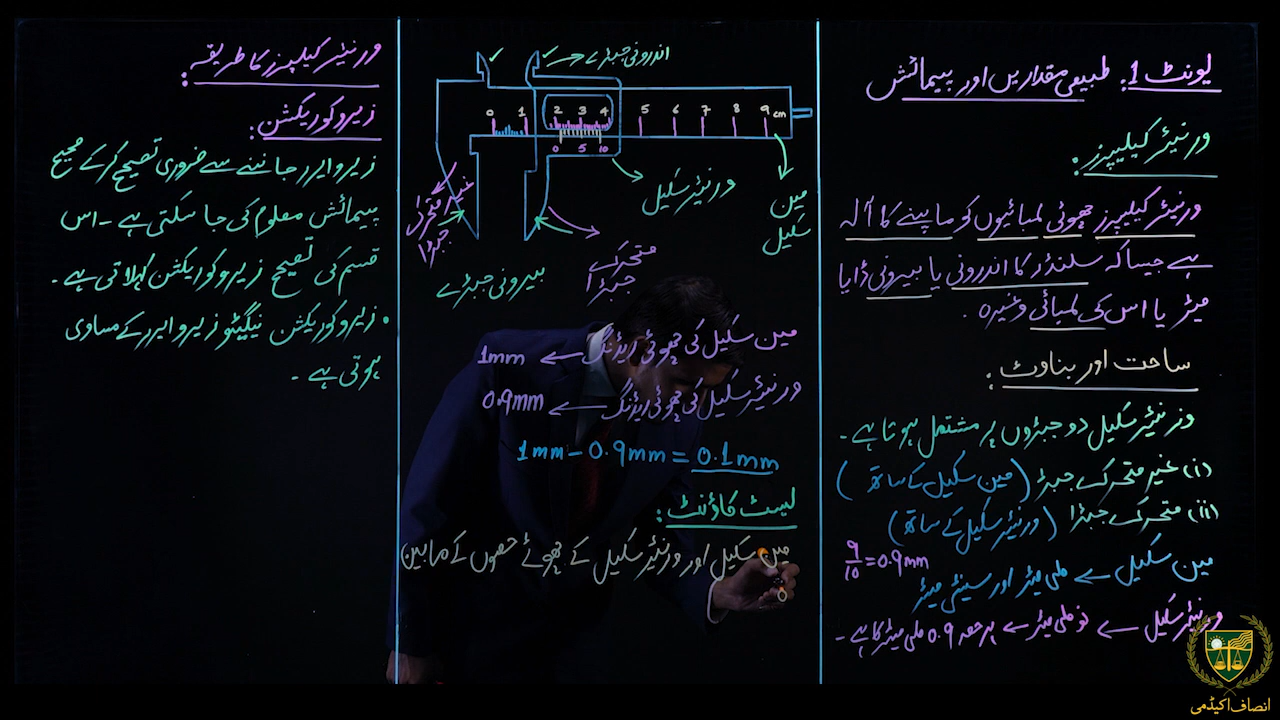 یونٹ 1: طبیعی مقداریں اور پیمائش
ورنیئر کیلیپرز:
ورنیئر کیلیپرز چھوٹی لمبائیوں کو ماپنے کا آلہ
ہے جیسا کہ سلنڈر کا اندرونی یا بیرونی ڈایا
میٹر یا اس کی لمبائی وغیرہ۔
ساخت اور بناوٹ:
ورنیئر سکیل دو جبڑوں پر مشتمل ہوتا ہے۔
(i) غیر متحرک جبڑا (مین سکیل کے ساتھ)
(ii) متحرک جبڑا (ورنیئر سکیل کے ساتھ)
9/10 = 0.9mm
مین سکیل ← ملی میٹر اور سینٹی میٹر
ورنیئر سکیل ← نو ملی میٹر ← ہر حصہ 0.9 ملی میٹر کا ہے۔
اندرونی جبڑے
0 1 2 3 4 5 6 7 8 9 cm
0 5 10
غیر متحرک جبڑا
ورنیئر سکیل
مین سکیل
متحرک جبڑا
بیرونی جبڑے
مین سکیل کی چھوٹی ریڈنگ ← 1mm
ورنیئر سکیل کی چھوٹی ریڈنگ ← 0.9mm
1mm - 0.9mm = 0.1mm
لیسٹ کاؤنٹ:
مین سکیل اور ورنیئر سکیل کے چھوٹے حصوں کے مابین
ورنیئر کیلیپرز کا طریقہ:
زیرو کوریکشن:
زیرو ایرر جاننے سے ضروری تصحیح کر کے صحیح
پیمائش معلوم کی جا سکتی ہے۔ اس
قسم کی تصحیح زیرو کوریکشن کہلاتی ہے۔
• زیرو کوریکشن نیگیٹو زیرو ایرر کے مساوی
ہوتی ہے۔
انصاف اکیڈمی